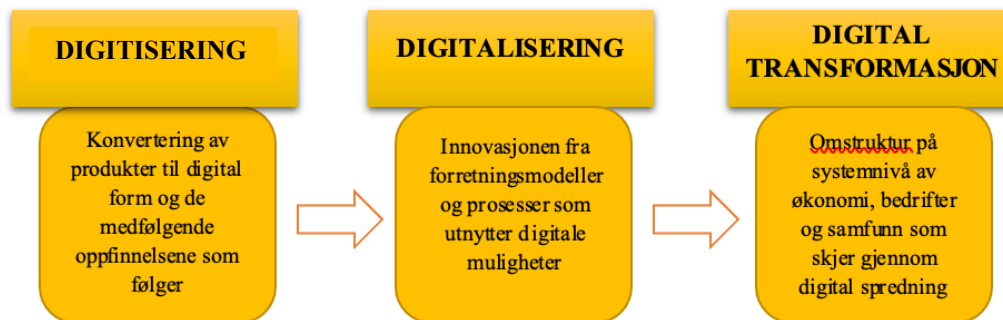 DIGITISERING
Konvertering av
produkter til digital
form og de
medfølgende
oppfinnelsene som
følger
DIGITALISERING
Innovasjonen fra
forretningsmodeller
og prosesser som
utnytter digitale
muligheter
DIGITAL
TRANSFORMASJON
Omstruktur på
systemnivå av
økonomi, bedrifter
og samfunn som
skjer gjennom
digital spredning